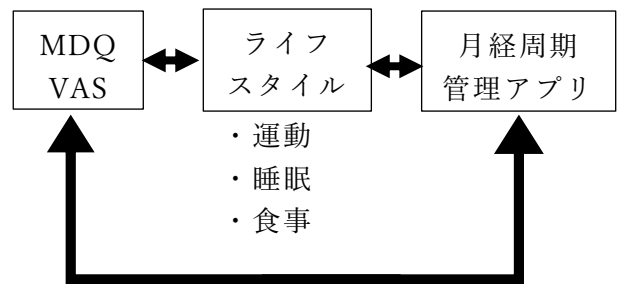 MDQ
VAS
ライフ
スタイル
月経周期
管理アプリ
・運動
・睡眠
・食事